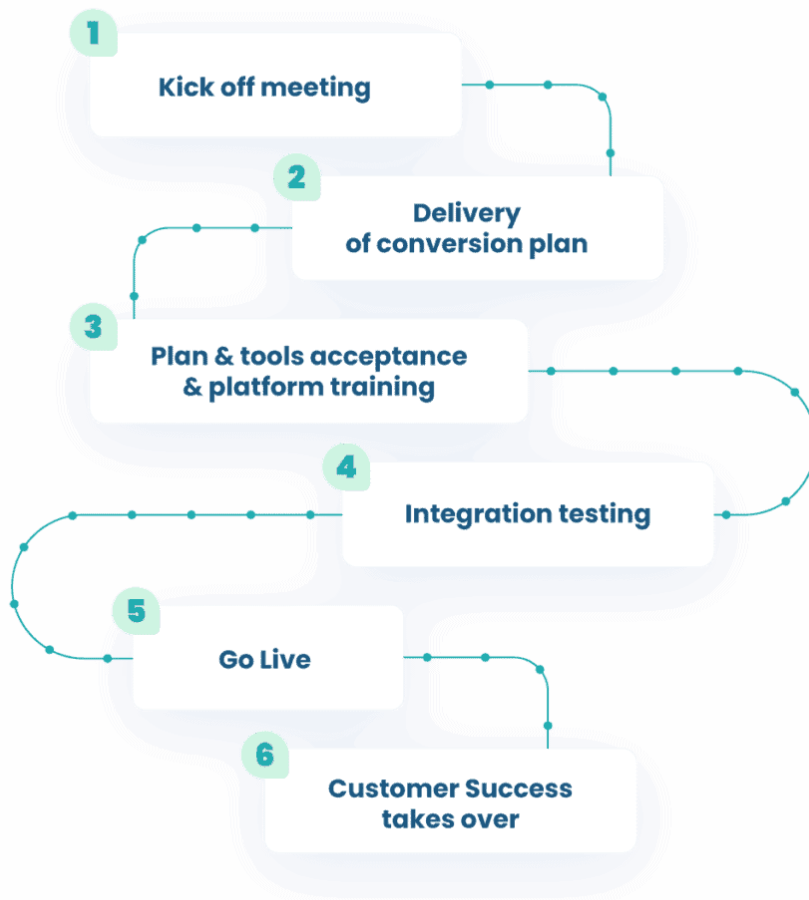 1
Kick off meeting
2
Delivery
of conversion plan
3
Plan & tools acceptance
& platform training
4
Integration testing
5
Go Live
6
Customer Success
takes over